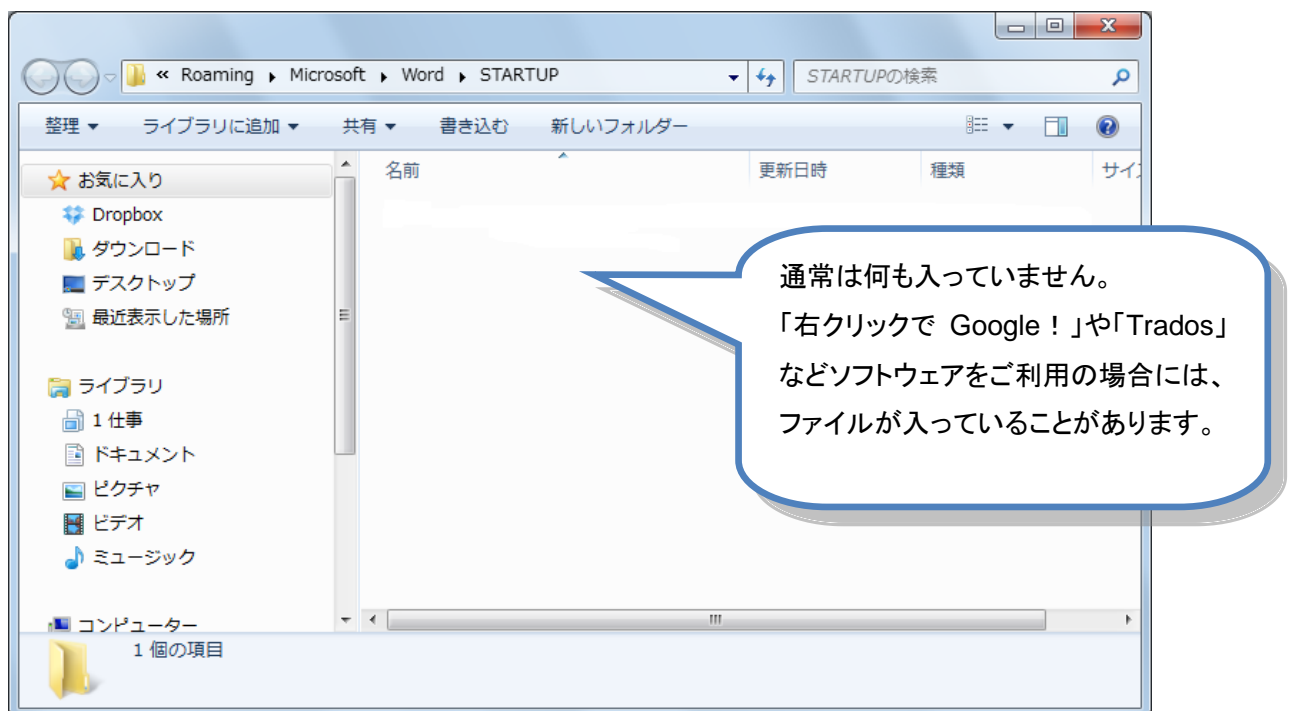 « Roaming ▸ Microsoft ▸ Word ▸ STARTUP
STARTUPの検索
整理 ▼ ライブラリに追加 ▼ 共有 ▼ 書き込む 新しいフォルダー
名前 更新日時 種類 サイ
お気に入り
Dropbox
ダウンロード
デスクトップ
最近表示した場所
ライブラリ
1 仕事
ドキュメント
ピクチャ
ビデオ
ミュージック
コンピューター
1 個の項目
通常は何も入っていません。
「右クリックで Google！」や「Trados」
などソフトウェアをご利用の場合には、
ファイルが入っていることがあります。